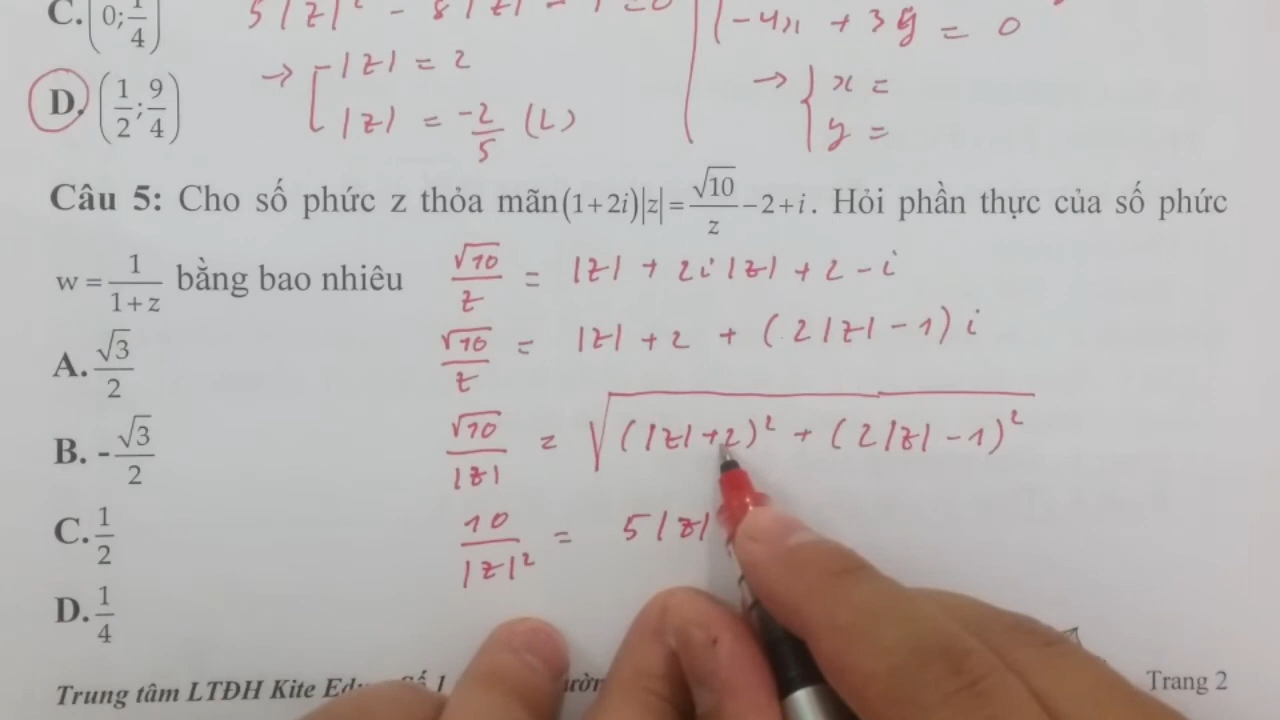 C. (0; 1/4)
5|z|² - 8|z|
-4x + 3y = 0
→ |z| = 2
|z| = -2/5 (L)
→ { x =
y =
D. (1/2; 9/4)
Câu 5: Cho số phức z thỏa mãn (1+2i)|z| = √10/z - 2 + i. Hỏi phần thực của số phức
w = 1/(1+z) bằng bao nhiêu
√10/z = |z| + 2i|z| + 2 - i
√10/z = |z| + 2 + (2|z| - 1)i
√10/|z| = √((|z|+2)² + (2|z| - 1)²)
10/|z|² = 5|z|
A. √3/2
B. -√3/2
C. 1/2
D. 1/4
Trung tâm LTĐH Kite Số 1
Trang 2